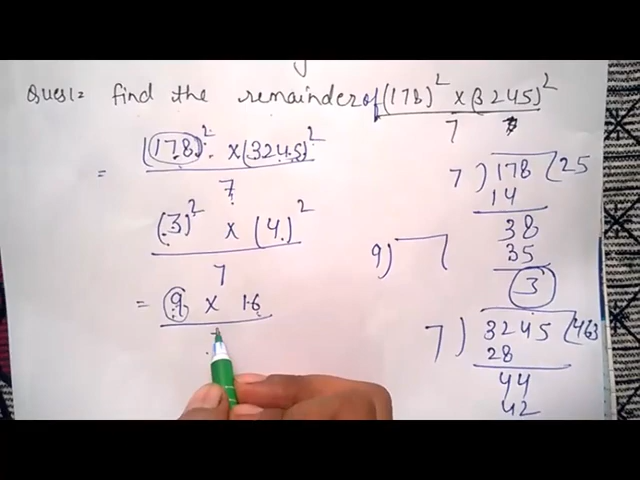 Ques1:- find the remainder of (178)² x (3245)²
7
= (178)² x (3245)²
7
(3)² x (4)²
7
= 9 x 16
7 ) 178 ( 25
14
38
35
3
9)
7 ) 3245 ( 463
28
44
42